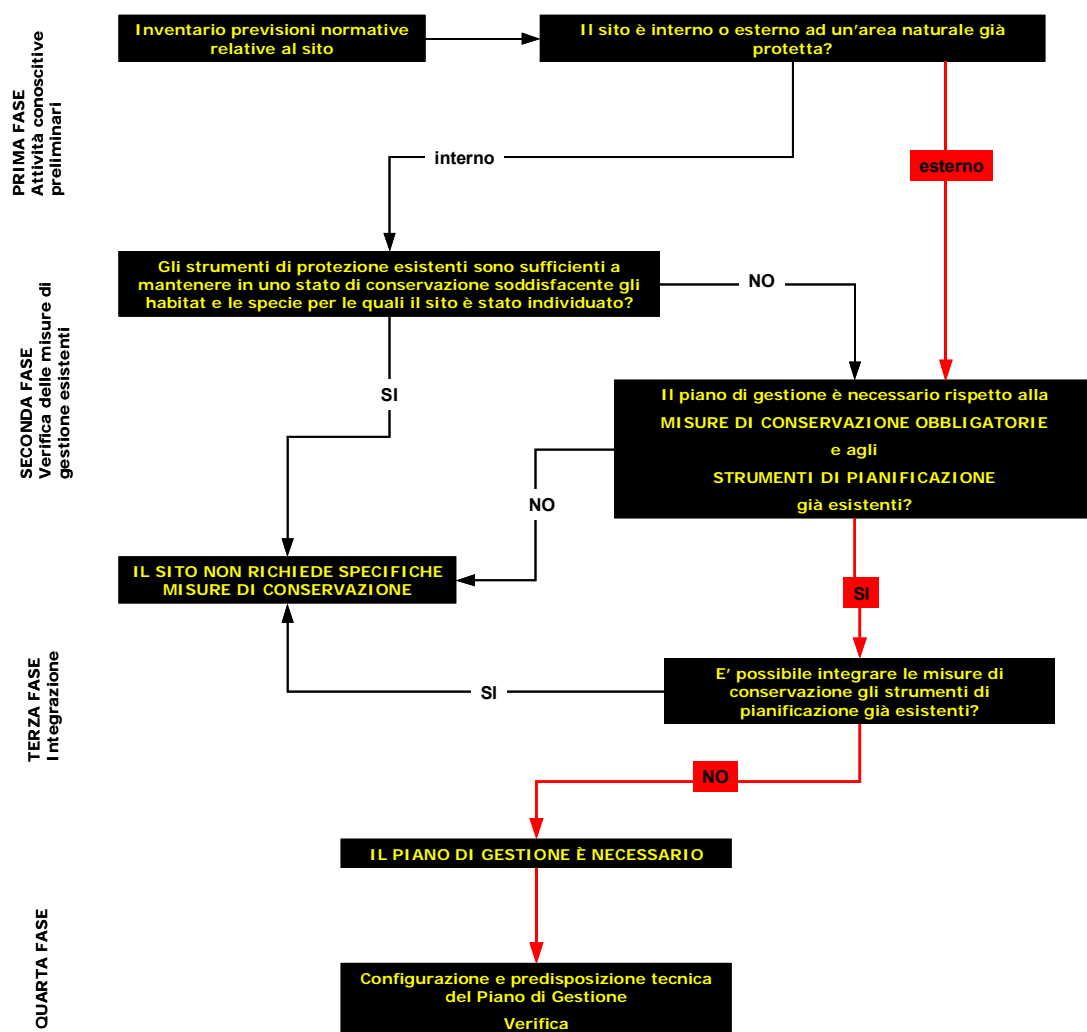 Inventario previsioni normative
relative al sito
Il sito è interno o esterno ad un'area naturale già
protetta?
PRIMA FASE
Attività conoscitive
preliminari
interno
esterno
Gli strumenti di protezione esistenti sono sufficienti a
mantenere in uno stato di conservazione soddisfacente gli
habitat e le specie per le quali il sito è stato individuato?
NO
SECONDA FASE
Verifica delle misure di
gestione esistenti
SI
Il piano di gestione è necessario rispetto alla
MISURE DI CONSERVAZIONE OBBLIGATORIE
e agli
STRUMENTI DI PIANIFICAZIONE
già esistenti?
NO
IL SITO NON RICHIEDE SPECIFICHE
MISURE DI CONSERVAZIONE
SI
TERZA FASE
Integrazione
E' possibile integrare le misure di
conservazione gli strumenti di
pianificazione già esistenti?
SI
NO
IL PIANO DI GESTIONE È NECESSARIO
QUARTA FASE
Configurazione e predisposizione tecnica
del Piano di Gestione
Verifica